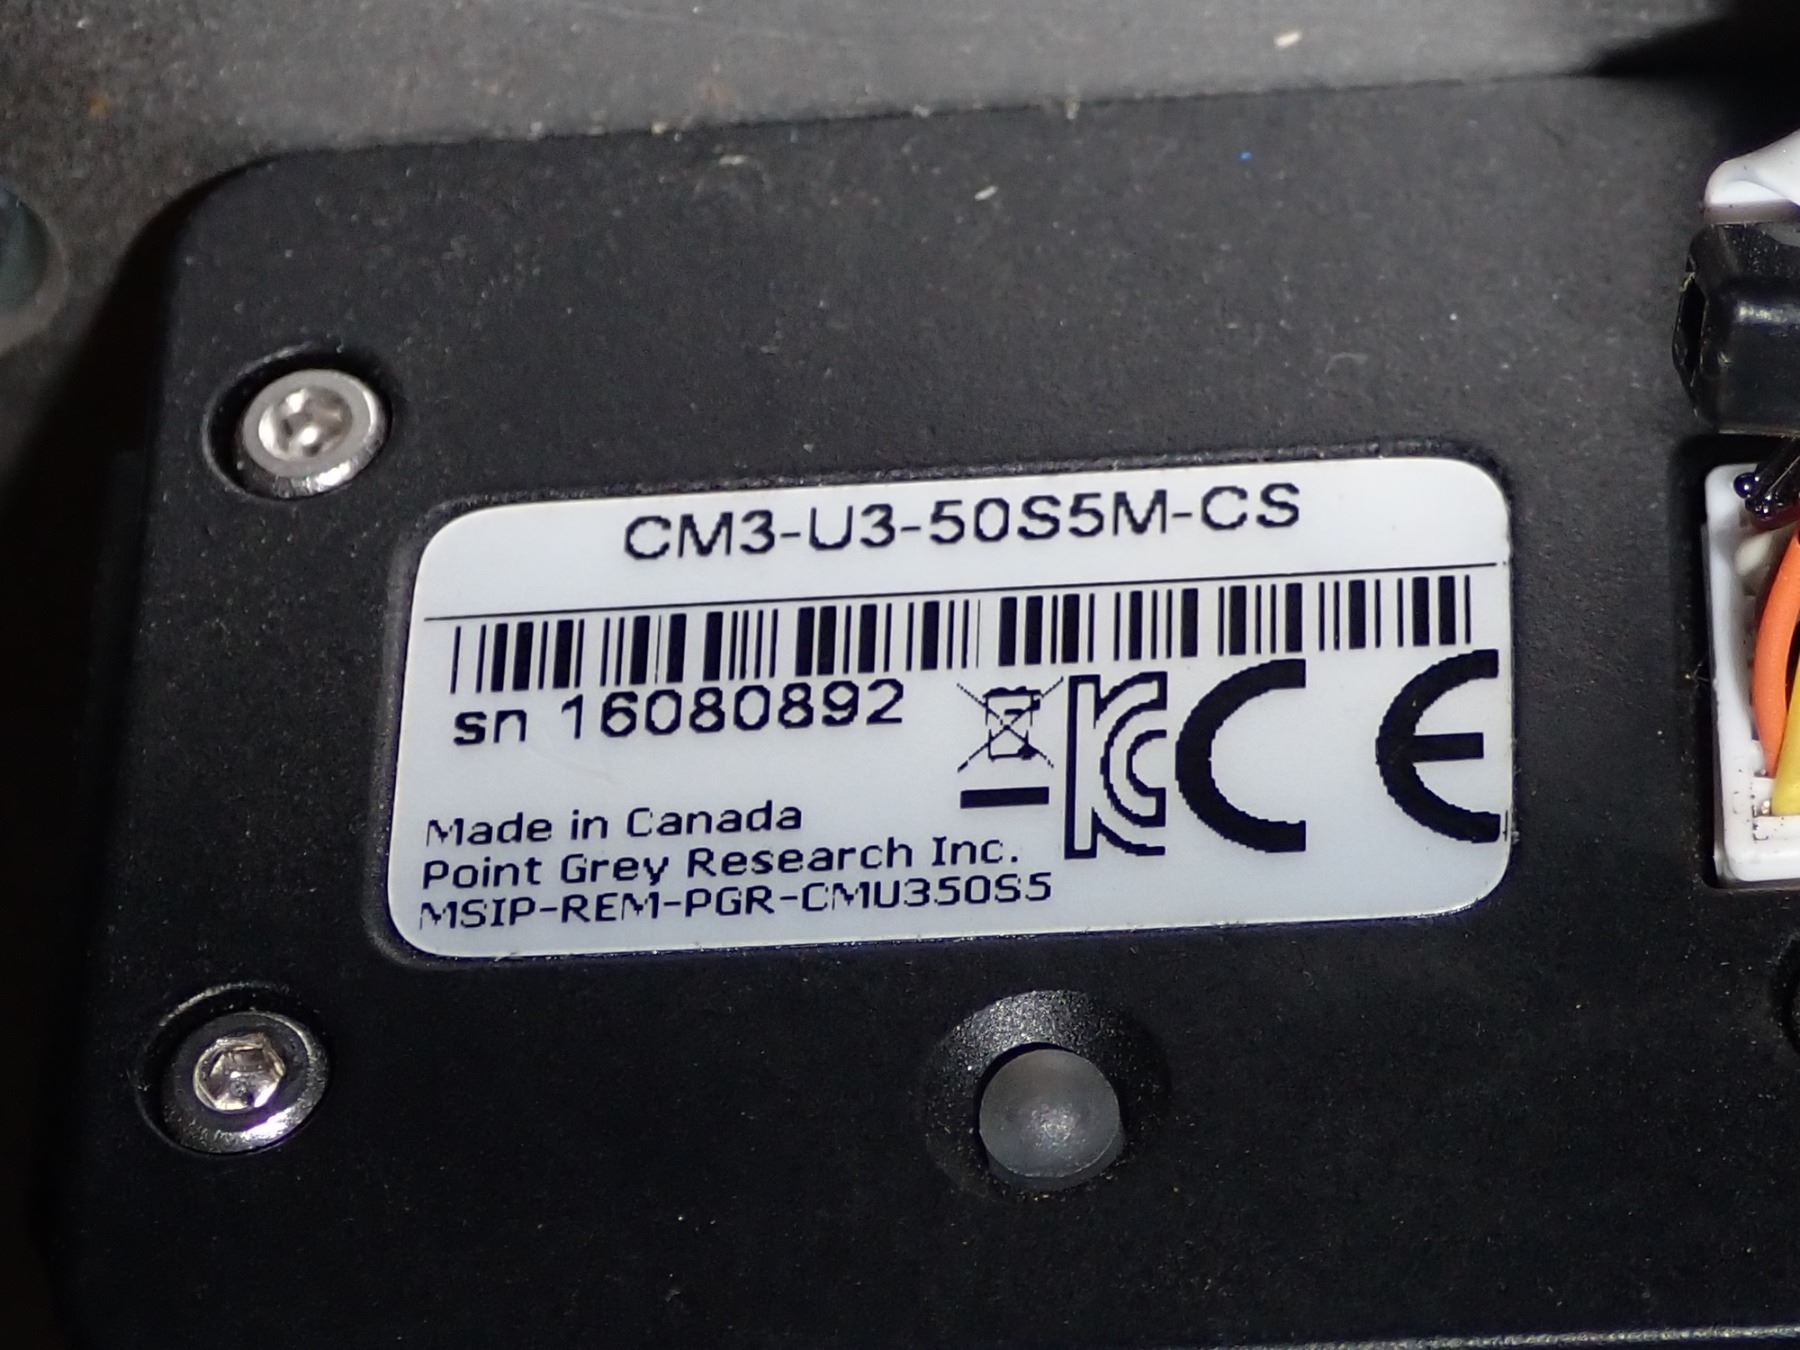 CM3-U3-50S5M-CS
sn 16080892
Made in Canada
Point Grey Research Inc.
MSIP-REM-PGR-CMU350S5